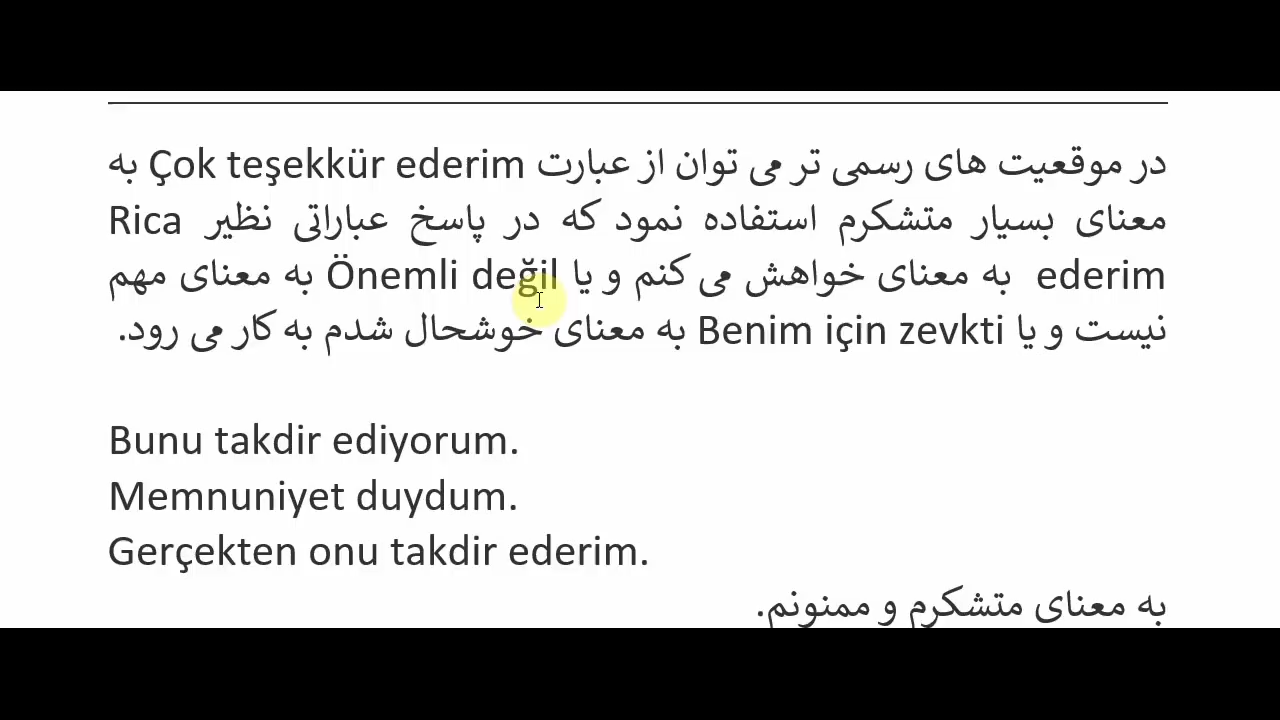 در موقعیت های رسمی تر می توان از عبارت Çok teşekkür ederim به
معنای بسیار متشکرم استفاده نمود که در پاسخ عباراتی نظیر Rica
ederim به معنای خواهش می کنم و یا Önemli değil به معنای مهم
نیست و یا Benim için zevkti به معنای خوشحال شدم به کار می رود.
Bunu takdir ediyorum.
Memnuniyet duydum.
Gerçekten onu takdir ederim.
به معنای متشکرم و ممنونم.